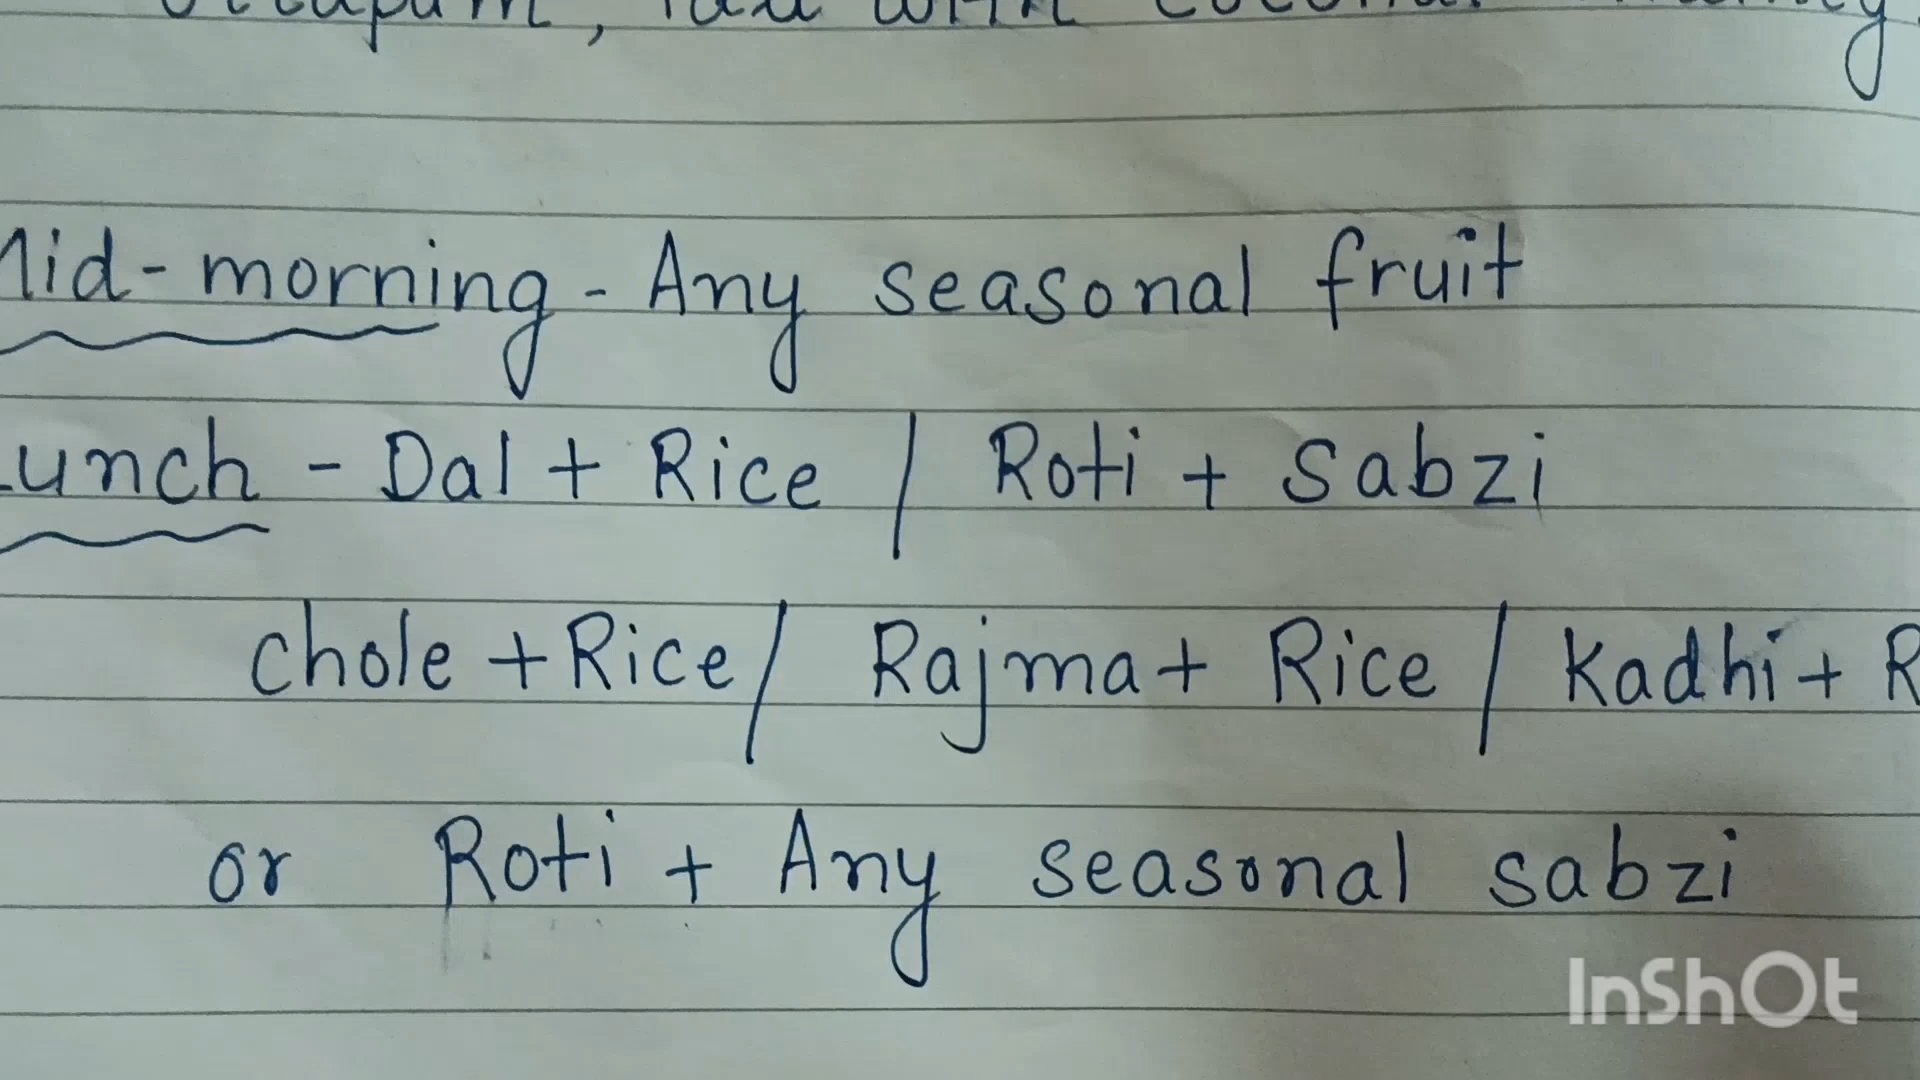 with
Mid-morning - Any seasonal fruit
Lunch - Dal + Rice / Roti + Sabzi
chole + Rice / Rajma + Rice / Kadhi + R
or Roti + Any seasonal sabzi
InShOt